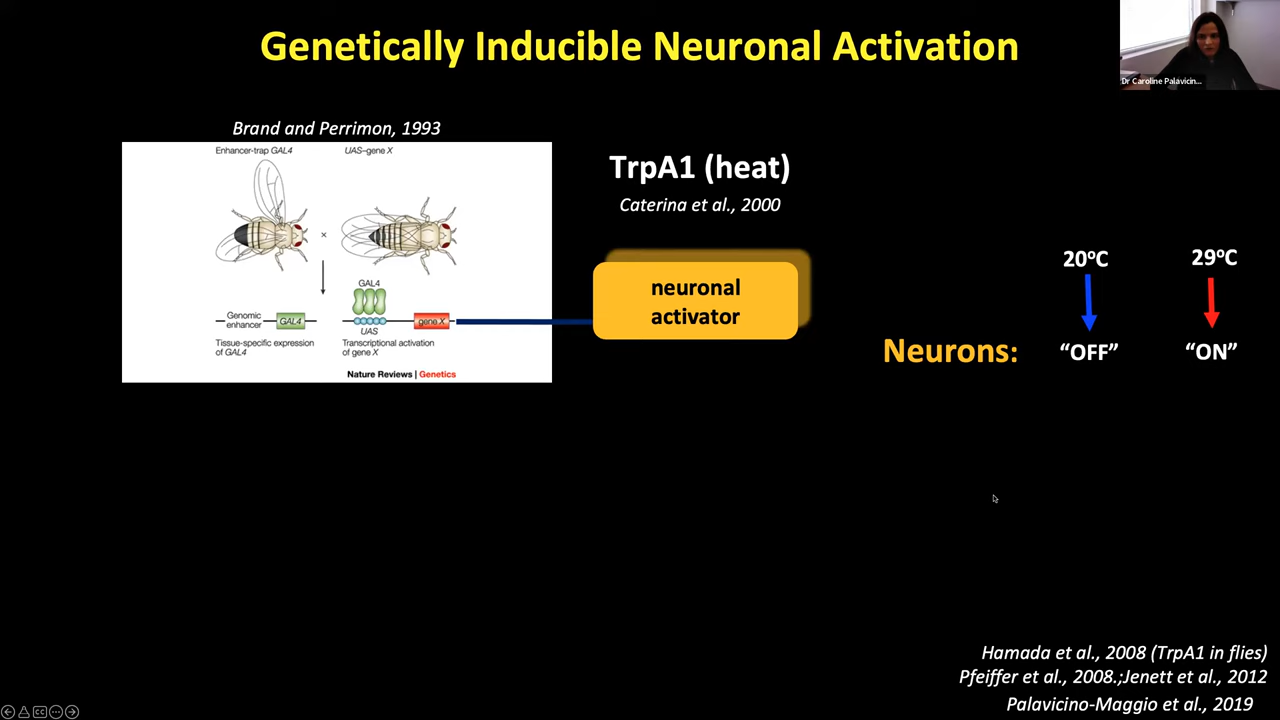 Genetically Inducible Neuronal Activation
Dr Caroline Palavicin...
Brand and Perrimon, 1993
Enhancer-trap GAL4
UAS–gene X
x
GAL4
Genomic
enhancer
GAL4
UAS
gene X
Tissue-specific expression
of GAL4
Transcriptional activation
of gene X
Nature Reviews | Genetics
TrpA1 (heat)
Caterina et al., 2000
neuronal
activator
20°C
29°C
Neurons:
“OFF”
“ON”
Hamada et al., 2008 (TrpA1 in flies)
Pfeiffer et al., 2008.;Jenett et al., 2012
Palavicino-Maggio et al., 2019
CC